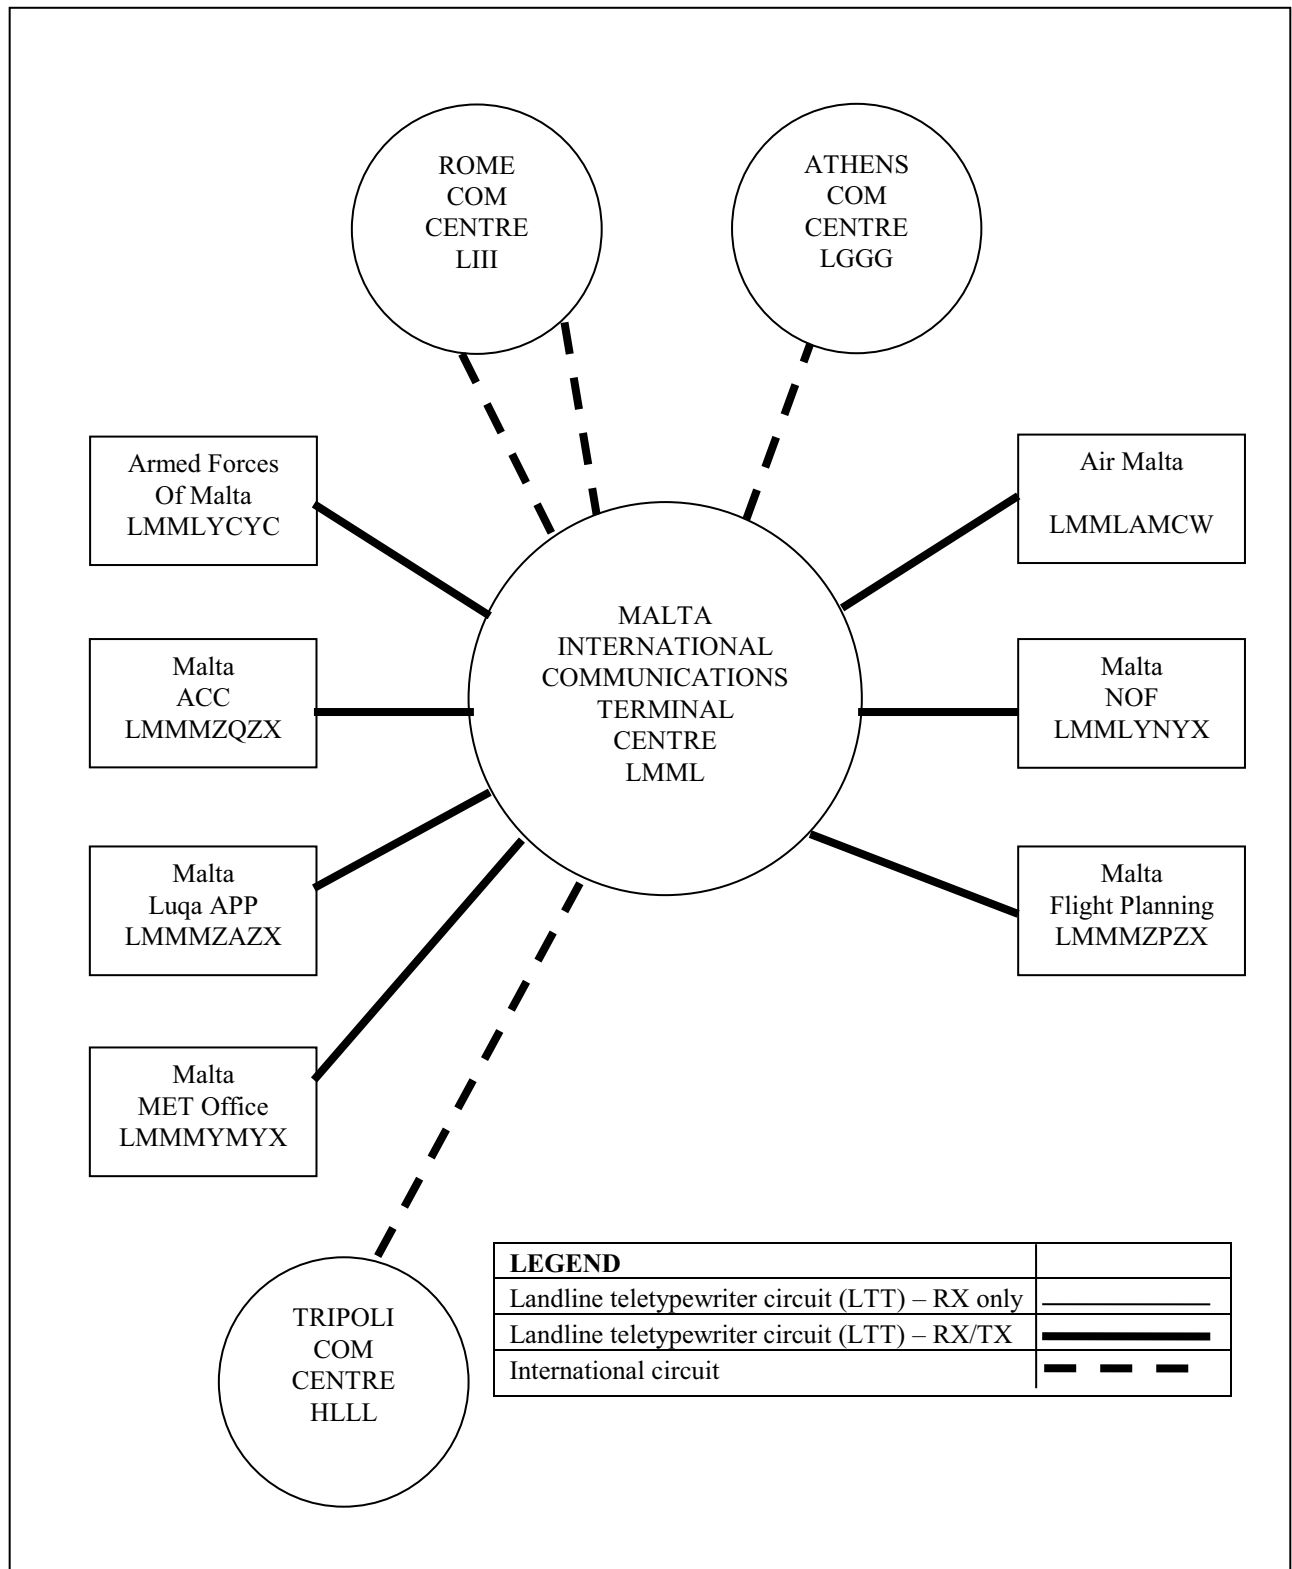 ROME
COM
CENTRE
LIII
ATHENS
COM
CENTRE
LGGG
Armed Forces
Of Malta
LMMLYCYC
Air Malta
LMMLAMCW
MALTA
INTERNATIONAL
COMMUNICATIONS
TERMINAL
CENTRE
LMML
Malta
ACC
LMMMZQZX
Malta
NOF
LMMLYNYX
Malta
Luqa APP
LMMMZAZX
Malta
Flight Planning
LMMMZPZX
Malta
MET Office
LMMMYMYX
TRIPOLI
COM
CENTRE
HLLL
LEGEND
Landline teletypewriter circuit (LTT) – RX only
Landline teletypewriter circuit (LTT) – RX/TX
International circuit